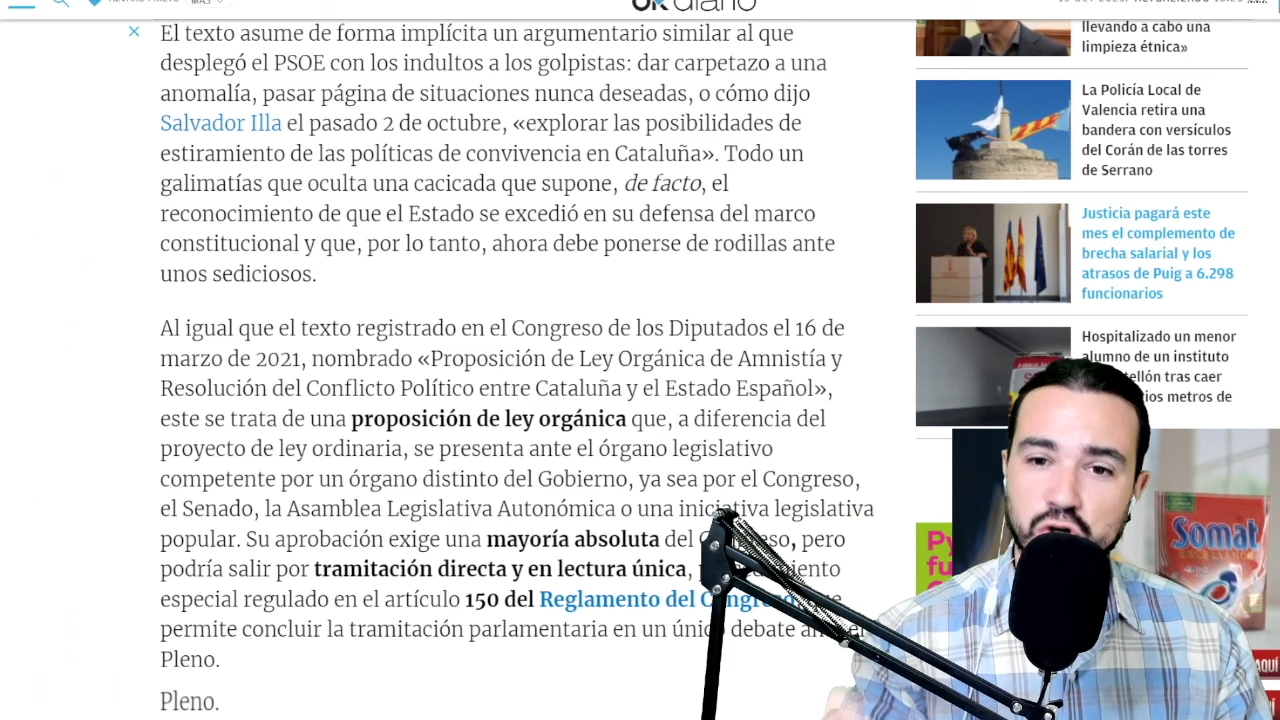 El texto asume de forma implícita un argumentario similar al que
desplegó el PSOE con los indultos a los golpistas: dar carpetazo a una
anomalía, pasar página de situaciones nunca deseadas, o cómo dijo
Salvador Illa el pasado 2 de octubre, «explorar las posibilidades de
estiramiento de las políticas de convivencia en Cataluña». Todo un
galimatías que oculta una cacicada que supone, de facto, el
reconocimiento de que el Estado se excedió en su defensa del marco
constitucional y que, por lo tanto, ahora debe ponerse de rodillas ante
unos sediciosos.
Al igual que el texto registrado en el Congreso de los Diputados el 16 de
marzo de 2021, nombrado «Proposición de Ley Orgánica de Amnistía y
Resolución del Conflicto Político entre Cataluña y el Estado Español»,
este se trata de una proposición de ley orgánica que, a diferencia del
proyecto de ley ordinaria, se presenta ante el órgano legislativo
competente por un órgano distinto del Gobierno, ya sea por el Congreso,
el Senado, la Asamblea Legislativa Autonómica o una iniciativa legislativa
popular. Su aprobación exige una mayoría absoluta del pero
podría salir por tramitación directa y en lectura única,
especial regulado en el artículo 150 del Reglamento del
permite concluir la tramitación parlamentaria en un único debate
Pleno.
Pleno.
llevando a cabo una
limpieza étnica»
La Policía Local de
Valencia retira una
bandera con versículos
del Corán de las torres
de Serrano
Justicia pagará este
mes el complemento de
brecha salarial y los
atrasos de Puig a 6.298
funcionarios
Hospitalizado un menor
alumno de un instituto
tras caer
metros de
Somat